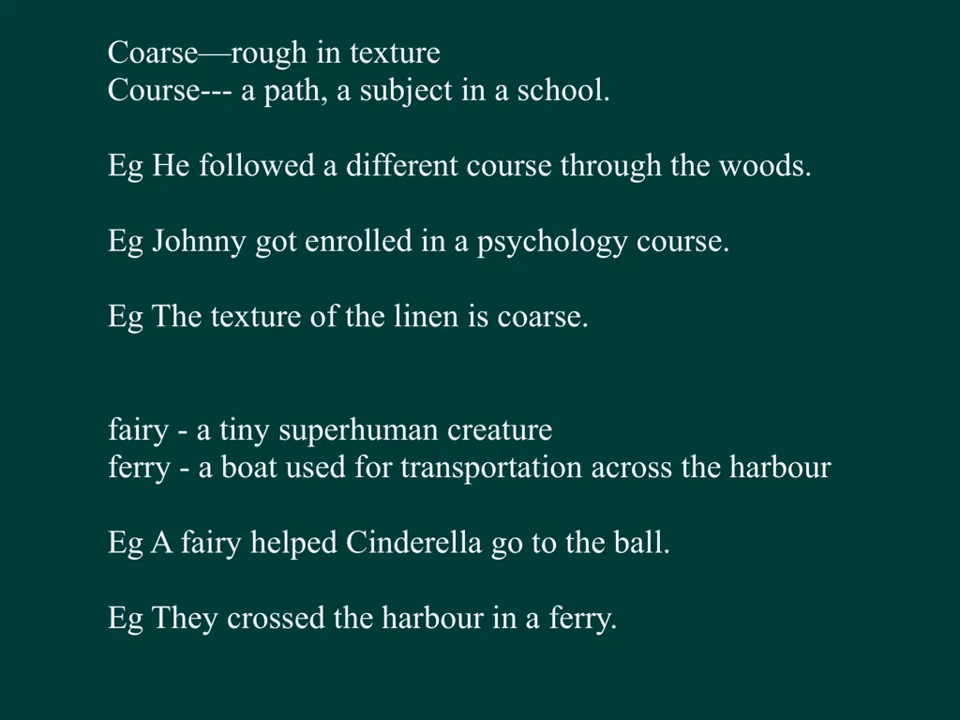 Coarse—rough in texture
Course--- a path, a subject in a school.
Eg He followed a different course through the woods.
Eg Johnny got enrolled in a psychology course.
Eg The texture of the linen is coarse.
fairy - a tiny superhuman creature
ferry - a boat used for transportation across the harbour
Eg A fairy helped Cinderella go to the ball.
Eg They crossed the harbour in a ferry.